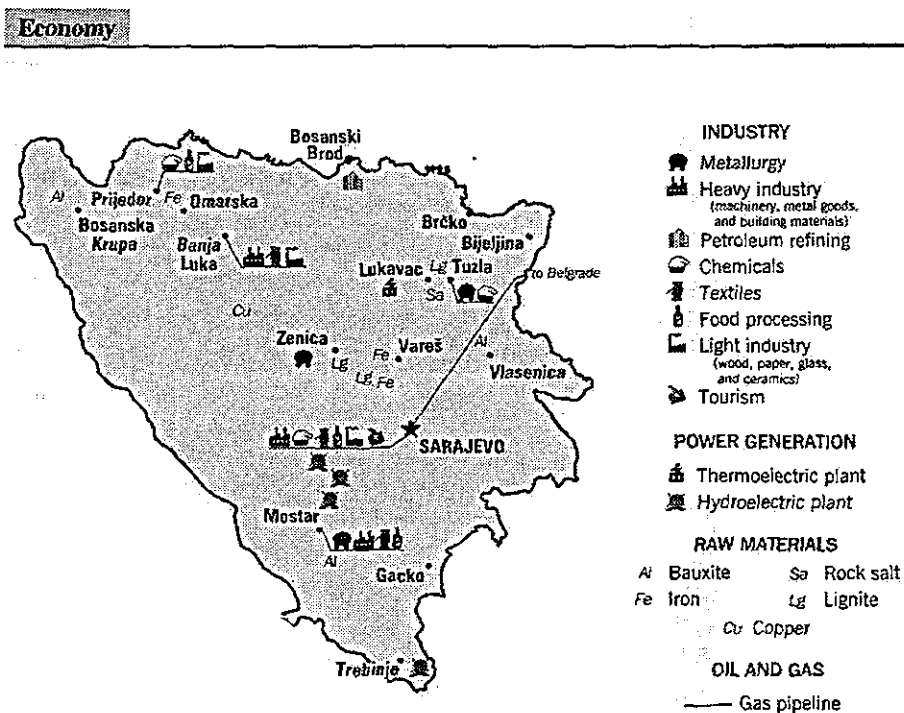 Economy
Bosanski
Brod
Al
Prijedor
Fe
Omarska
Bosanska
Krupa
Banja
Luka
Brčko
Bijeljina
Lukavac
Lg
Tuzla
Sa
to Belgrade
Cu
Zenica
Lg
Fe
Vareš
Al
Lg, Fe
Vlasenica
SARAJEVO
Mostar
Al
Gacko
Trebinje
INDUSTRY
Metallurgy
Heavy industry
(machinery, metal goods,
and building materials)
Petroleum refining
Chemicals
Textiles
Food processing
Light industry
(wood, paper, glass,
and ceramics)
Tourism
POWER GENERATION
Thermoelectric plant
Hydroelectric plant
RAW MATERIALS
Al Bauxite Sa Rock salt
Fe Iron Lg Lignite
Cu Copper
OIL AND GAS
Gas pipeline